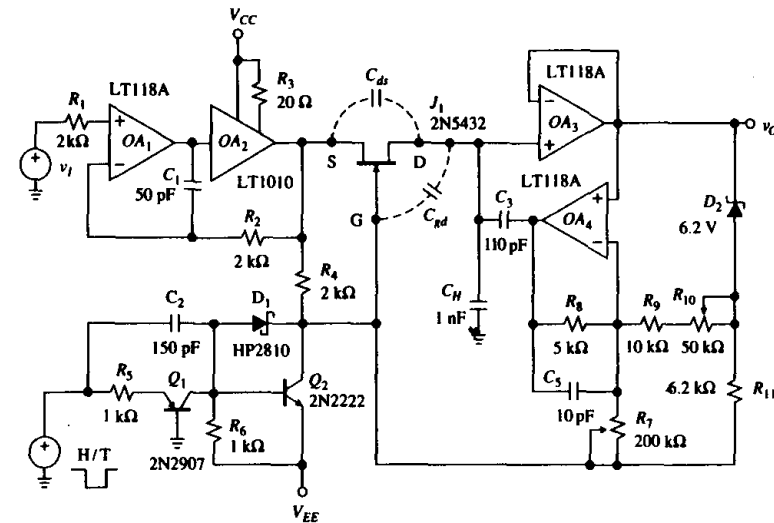 V_CC
LT118A
R_3
20 Ω
C_ds
J_1
2N5432
LT118A
R_1
2 kΩ
v_I
+
−
OA_1
OA_2
LT1010
C_1
50 pF
S
D
G
C_gd
−
+
OA_3
v_O
LT118A
D_2
6.2 V
C_3
110 pF
+
−
OA_4
R_2
2 kΩ
R_4
2 kΩ
C_2
150 pF
D_1
HP2810
C_H
1 nF
R_8
5 kΩ
R_9
10 kΩ
R_10
50 kΩ
R_5
1 kΩ
Q_1
2N2907
Q_2
2N2222
R_6
1 kΩ
C_5
10 pF
6.2 kΩ
R_11
R_7
200 kΩ
H/T
V_EE